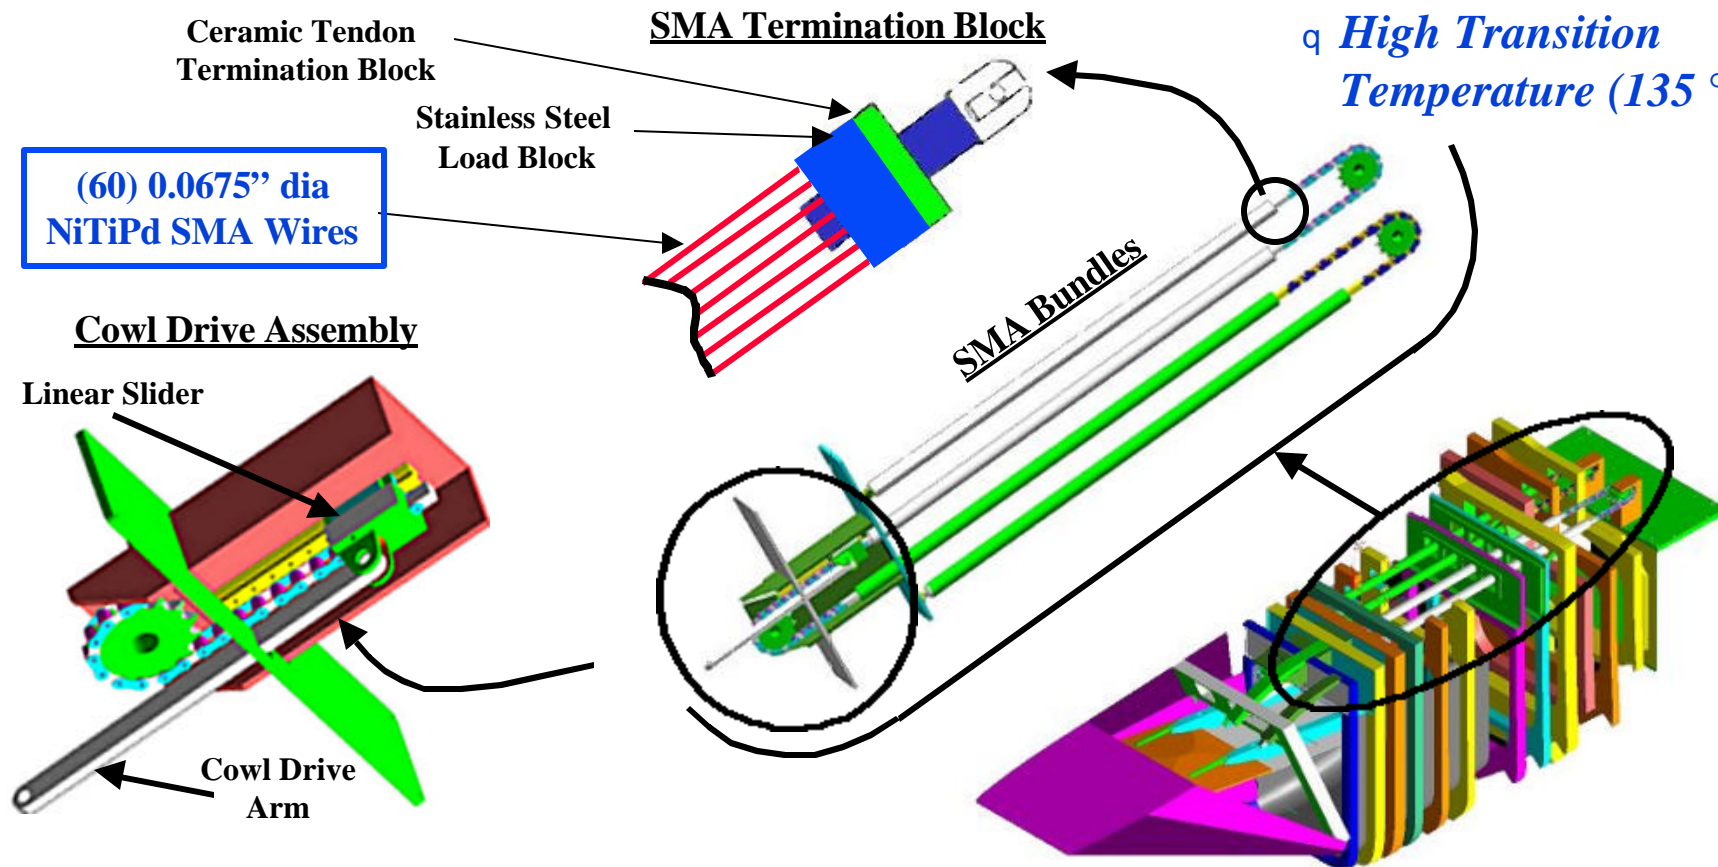 SMA Termination Block
Ceramic Tendon
Termination Block
Stainless Steel
Load Block
(60) 0.0675” dia
NiTiPd SMA Wires
q High Transition
Temperature (135 °
SMA Bundles
Cowl Drive Assembly
Linear Slider
Cowl Drive
Arm